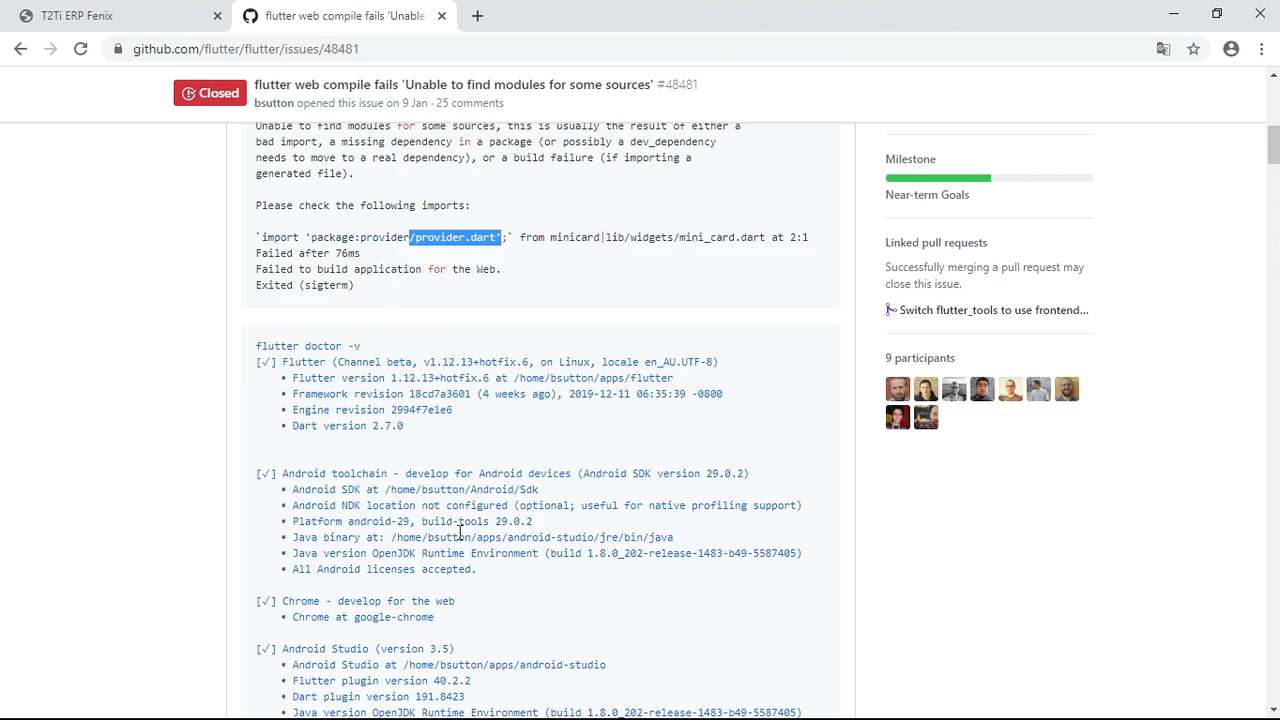 T2Ti ERP Fenix
flutter web compile fails 'Unable
github.com/flutter/flutter/issues/48481
Closed
flutter web compile fails 'Unable to find modules for some sources' #48481
bsutton opened this issue on 9 Jan · 25 comments
Unable to find modules for some sources, this is usually the result of either a
bad import, a missing dependency in a package (or possibly a dev_dependency
needs to move to a real dependency), or a build failure (if importing a
generated file).
Please check the following imports:
`import 'package:provider/provider.dart';` from minicard|lib/widgets/mini_card.dart at 2:1
Failed after 76ms
Failed to build application for the Web.
Exited (sigterm)
flutter doctor -v
[✓] Flutter (Channel beta, v1.12.13+hotfix.6, on Linux, locale en_AU.UTF-8)
• Flutter version 1.12.13+hotfix.6 at /home/bsutton/apps/flutter
• Framework revision 18cd7a3601 (4 weeks ago), 2019-12-11 06:35:39 -0800
• Engine revision 2994f7e1e6
• Dart version 2.7.0
[✓] Android toolchain - develop for Android devices (Android SDK version 29.0.2)
• Android SDK at /home/bsutton/Android/Sdk
• Android NDK location not configured (optional; useful for native profiling support)
• Platform android-29, build-tools 29.0.2
• Java binary at: /home/bsutton/apps/android-studio/jre/bin/java
• Java version OpenJDK Runtime Environment (build 1.8.0_202-release-1483-b49-5587405)
• All Android licenses accepted.
[✓] Chrome - develop for the web
• Chrome at google-chrome
[✓] Android Studio (version 3.5)
• Android Studio at /home/bsutton/apps/android-studio
• Flutter plugin version 40.2.2
• Dart plugin version 191.8423
• Java version OpenJDK Runtime Environment (build 1.8.0_202-release-1483-b49-5587405)
Milestone
Near-term Goals
Linked pull requests
Successfully merging a pull request may
close this issue.
Switch flutter_tools to use frontend...
9 participants